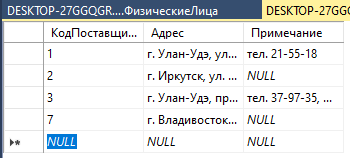 DESKTOP-27GGQGR....ФизическиеЛица DESKTOP-27GG
КодПоставщи... Адрес Примечание
1 г. Улан-Удэ, ул. ... тел. 21-55-18
2 г. Иркутск, ул. ... NULL
3 г. Улан-Удэ, пр... тел. 37-97-35, ...
7 г. Владивосток... NULL
NULL NULL NULL